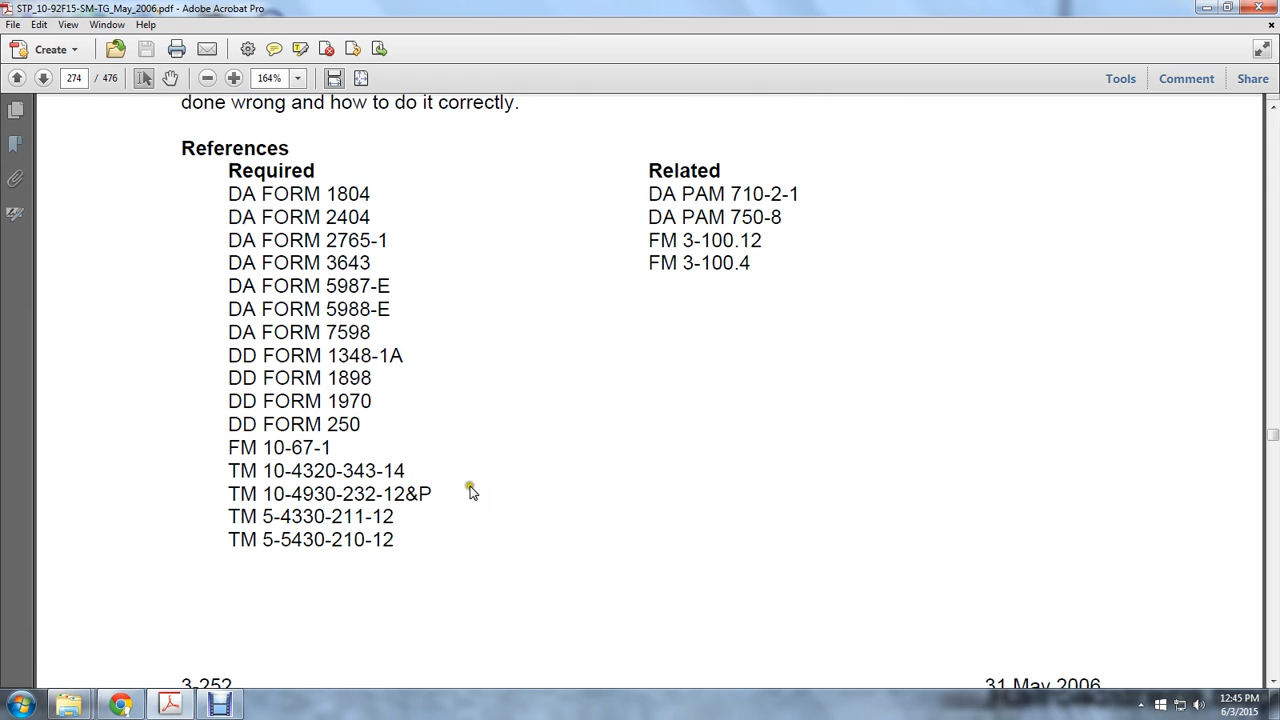 STP_10-92F15-SM-TG_May_2006.pdf - Adobe Acrobat Pro
File Edit View Window Help
Create
274 / 476 164% Tools Comment Share
done wrong and how to do it correctly.
References
Required
DA FORM 1804
DA FORM 2404
DA FORM 2765-1
DA FORM 3643
DA FORM 5987-E
DA FORM 5988-E
DA FORM 7598
DD FORM 1348-1A
DD FORM 1898
DD FORM 1970
DD FORM 250
FM 10-67-1
TM 10-4320-343-14
TM 10-4930-232-12&P
TM 5-4330-211-12
TM 5-5430-210-12
Related
DA PAM 710-2-1
DA PAM 750-8
FM 3-100.12
FM 3-100.4
3-252 31 May 2006
12:45 PM
6/3/2015